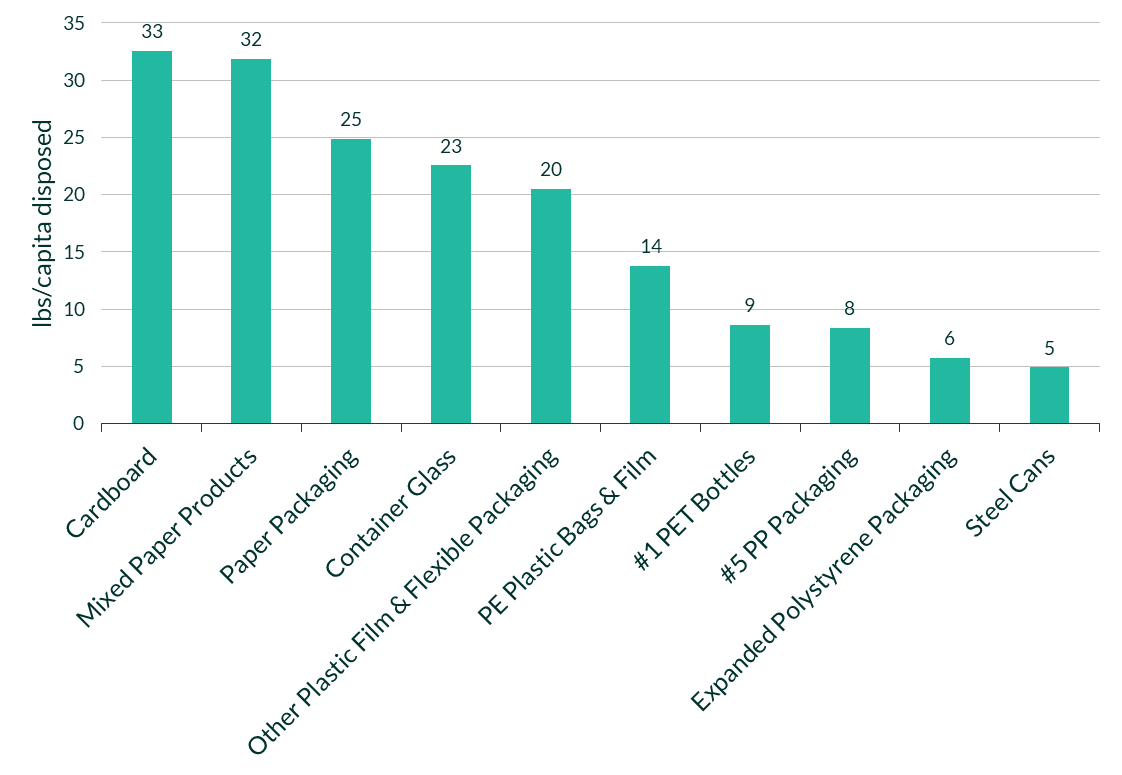 lbs/capita disposed
35
30
25
20
15
10
5
0
33
32
25
23
20
14
9
8
6
5
Cardboard
Mixed Paper Products
Paper Packaging
Container Glass
Other Plastic Film & Flexible Packaging
PE Plastic Bags & Film
#1 PET Bottles
#5 PP Packaging
Expanded Polystyrene Packaging
Steel Cans